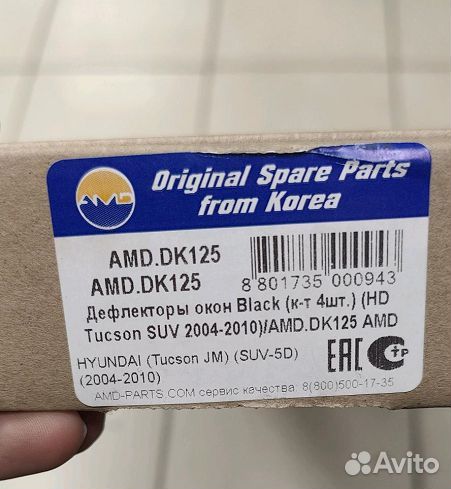 AMD
Original Spare Parts
from Korea
AMD.DK125
AMD.DK125
8 801735 000943
Дефлекторы окон Black (к-т 4шт.) (HD
Tucson SUV 2004-2010)/AMD.DK125 AMD
HYUNDAI (Tucson JM) (SUV-5D)
(2004-2010)
EAC
тр
AMD-PARTS.COM сервис качества: 8(800)500-17-35
Avito